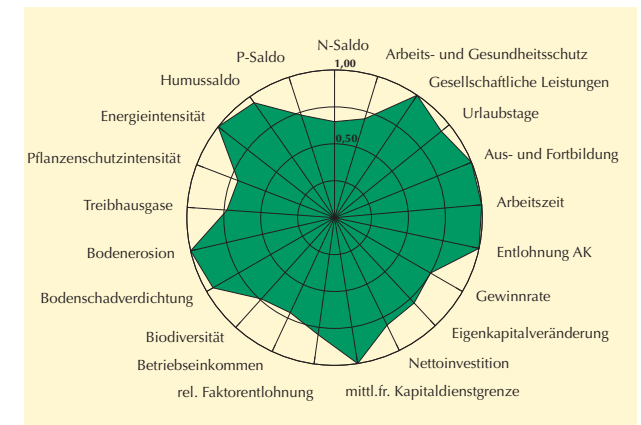 N-Saldo
1,00
0,50
Arbeits- und Gesundheitsschutz
Gesellschaftliche Leistungen
Urlaubstage
Aus- und Fortbildung
Arbeitszeit
Entlohnung AK
Gewinnrate
Eigenkapitalveränderung
Nettoinvestition
mittl.fr. Kapitaldienstgrenze
rel. Faktorentlohnung
Betriebseinkommen
Biodiversität
Bodenschadverdichtung
Bodenerosion
Treibhausgase
Pflanzenschutzintensität
Energieintensität
Humussaldo
P-Saldo